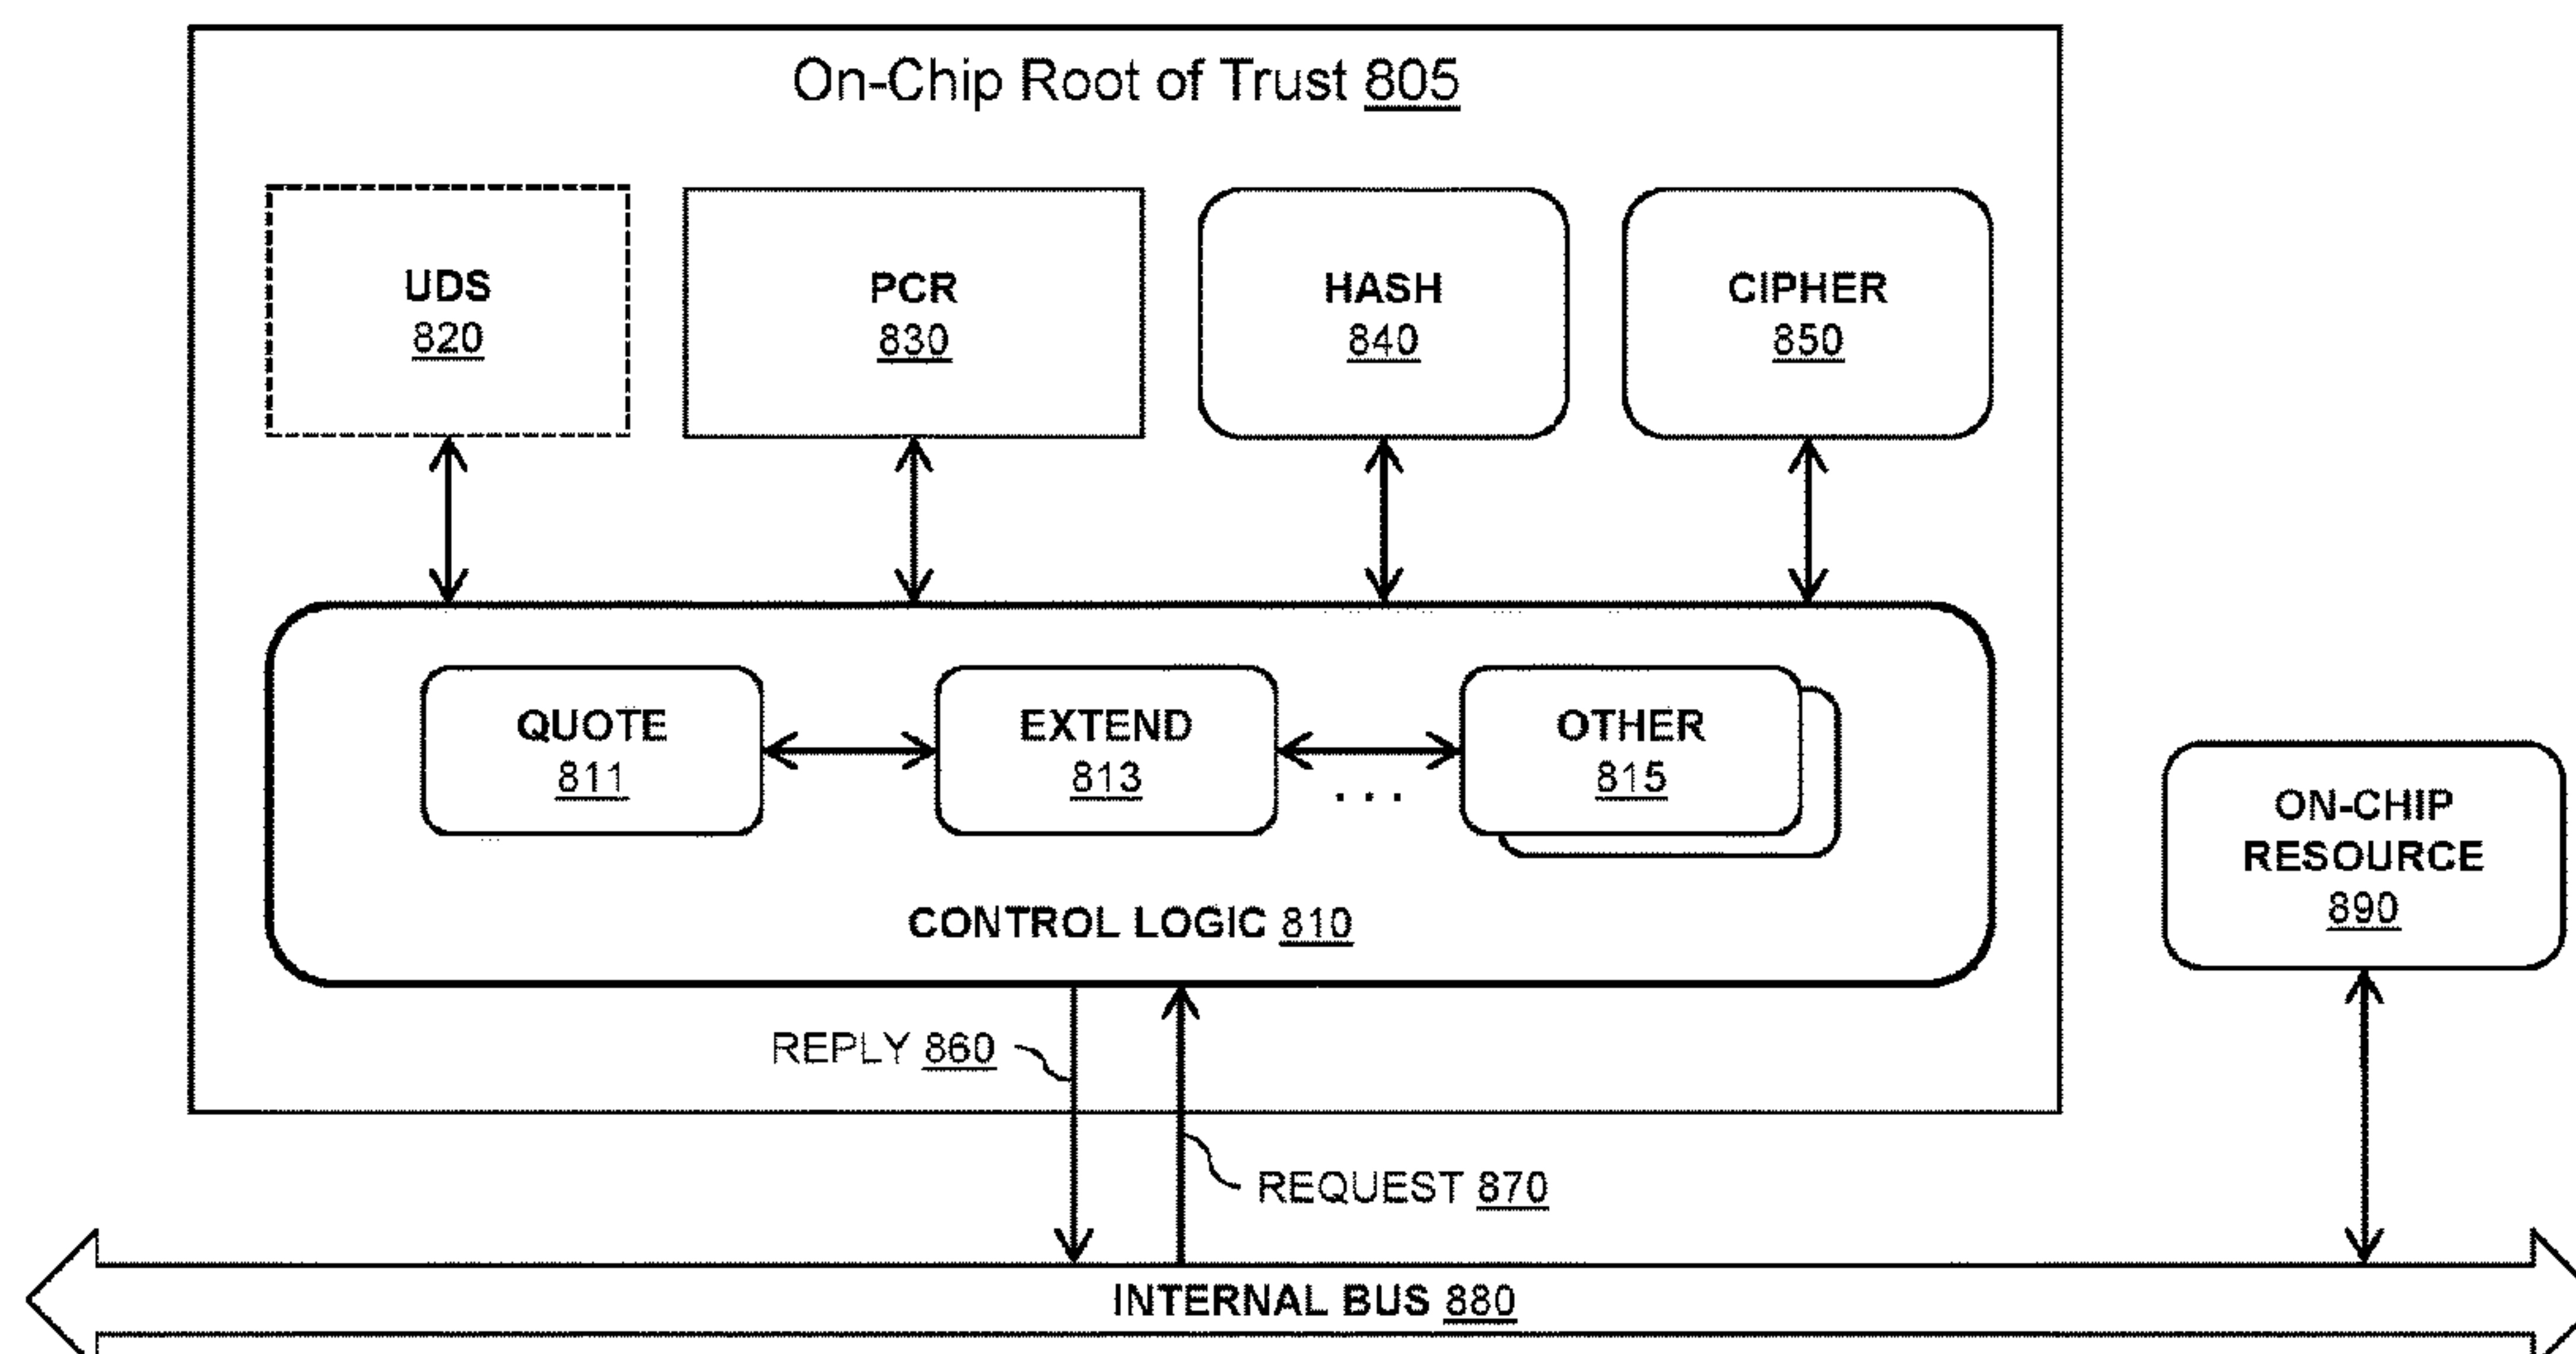 On-Chip Root of Trust 805
UDS
820
PCR
830
HASH
840
CIPHER
850
QUOTE
811
EXTEND
813
. . .
OTHER
815
CONTROL LOGIC 810
ON-CHIP
RESOURCE
890
REPLY 860
REQUEST 870
INTERNAL BUS 880